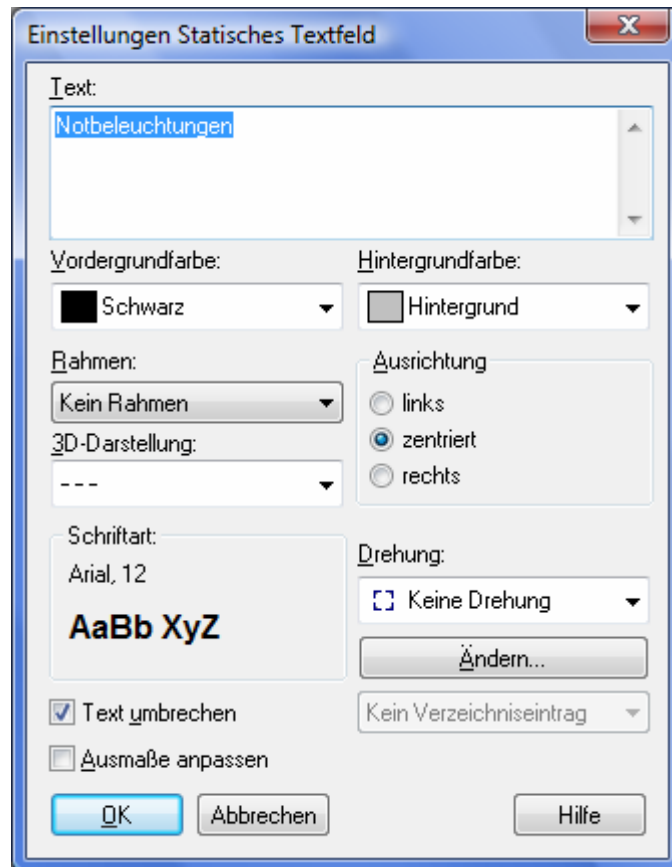 Einstellungen Statisches Textfeld
Text:
Notbeleuchtungen
Vordergrundfarbe:
Hintergrundfarbe:
Schwarz
Hintergrund
Rahmen:
Ausrichtung
Kein Rahmen
links
3D-Darstellung:
zentriert
---
rechts
Schriftart:
Drehung:
Arial, 12
Keine Drehung
AaBb XyZ
Ändern...
Text umbrechen
Kein Verzeichniseintrag
Ausmaße anpassen
OK
Abbrechen
Hilfe